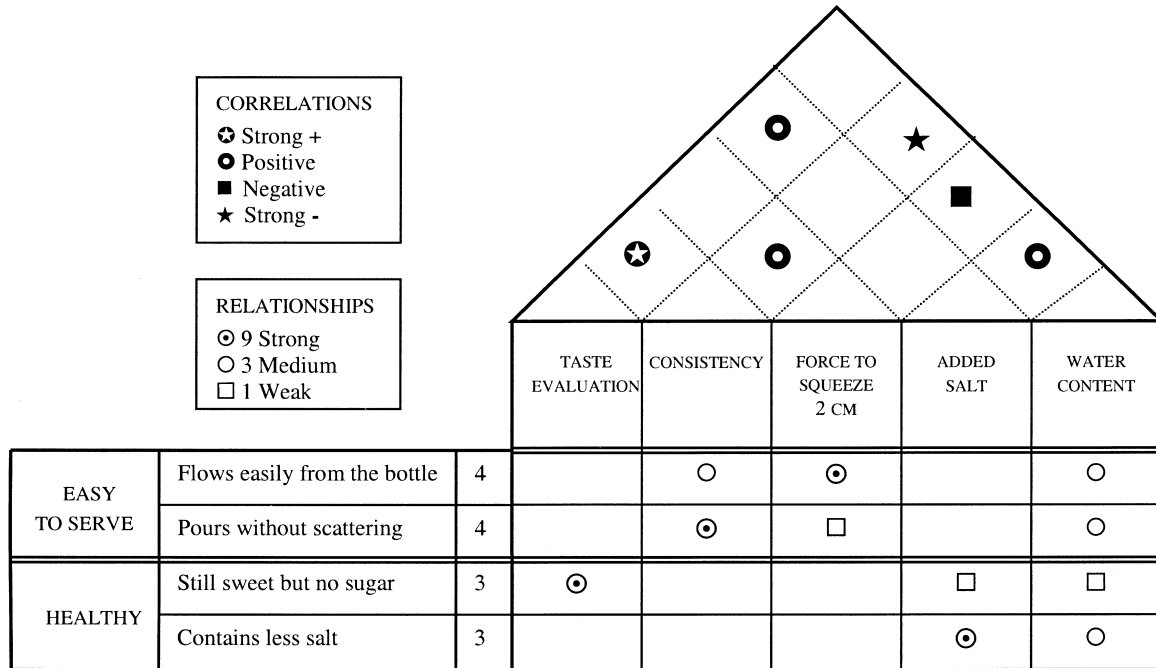 CORRELATIONS
Strong +
Positive
Negative
Strong -
RELATIONSHIPS
9 Strong
3 Medium
1 Weak
TASTE
EVALUATION
CONSISTENCY
FORCE TO
SQUEEZE
2 CM
ADDED
SALT
WATER
CONTENT
EASY
TO SERVE
Flows easily from the bottle 4
Pours without scattering 4
HEALTHY
Still sweet but no sugar 3
Contains less salt 3